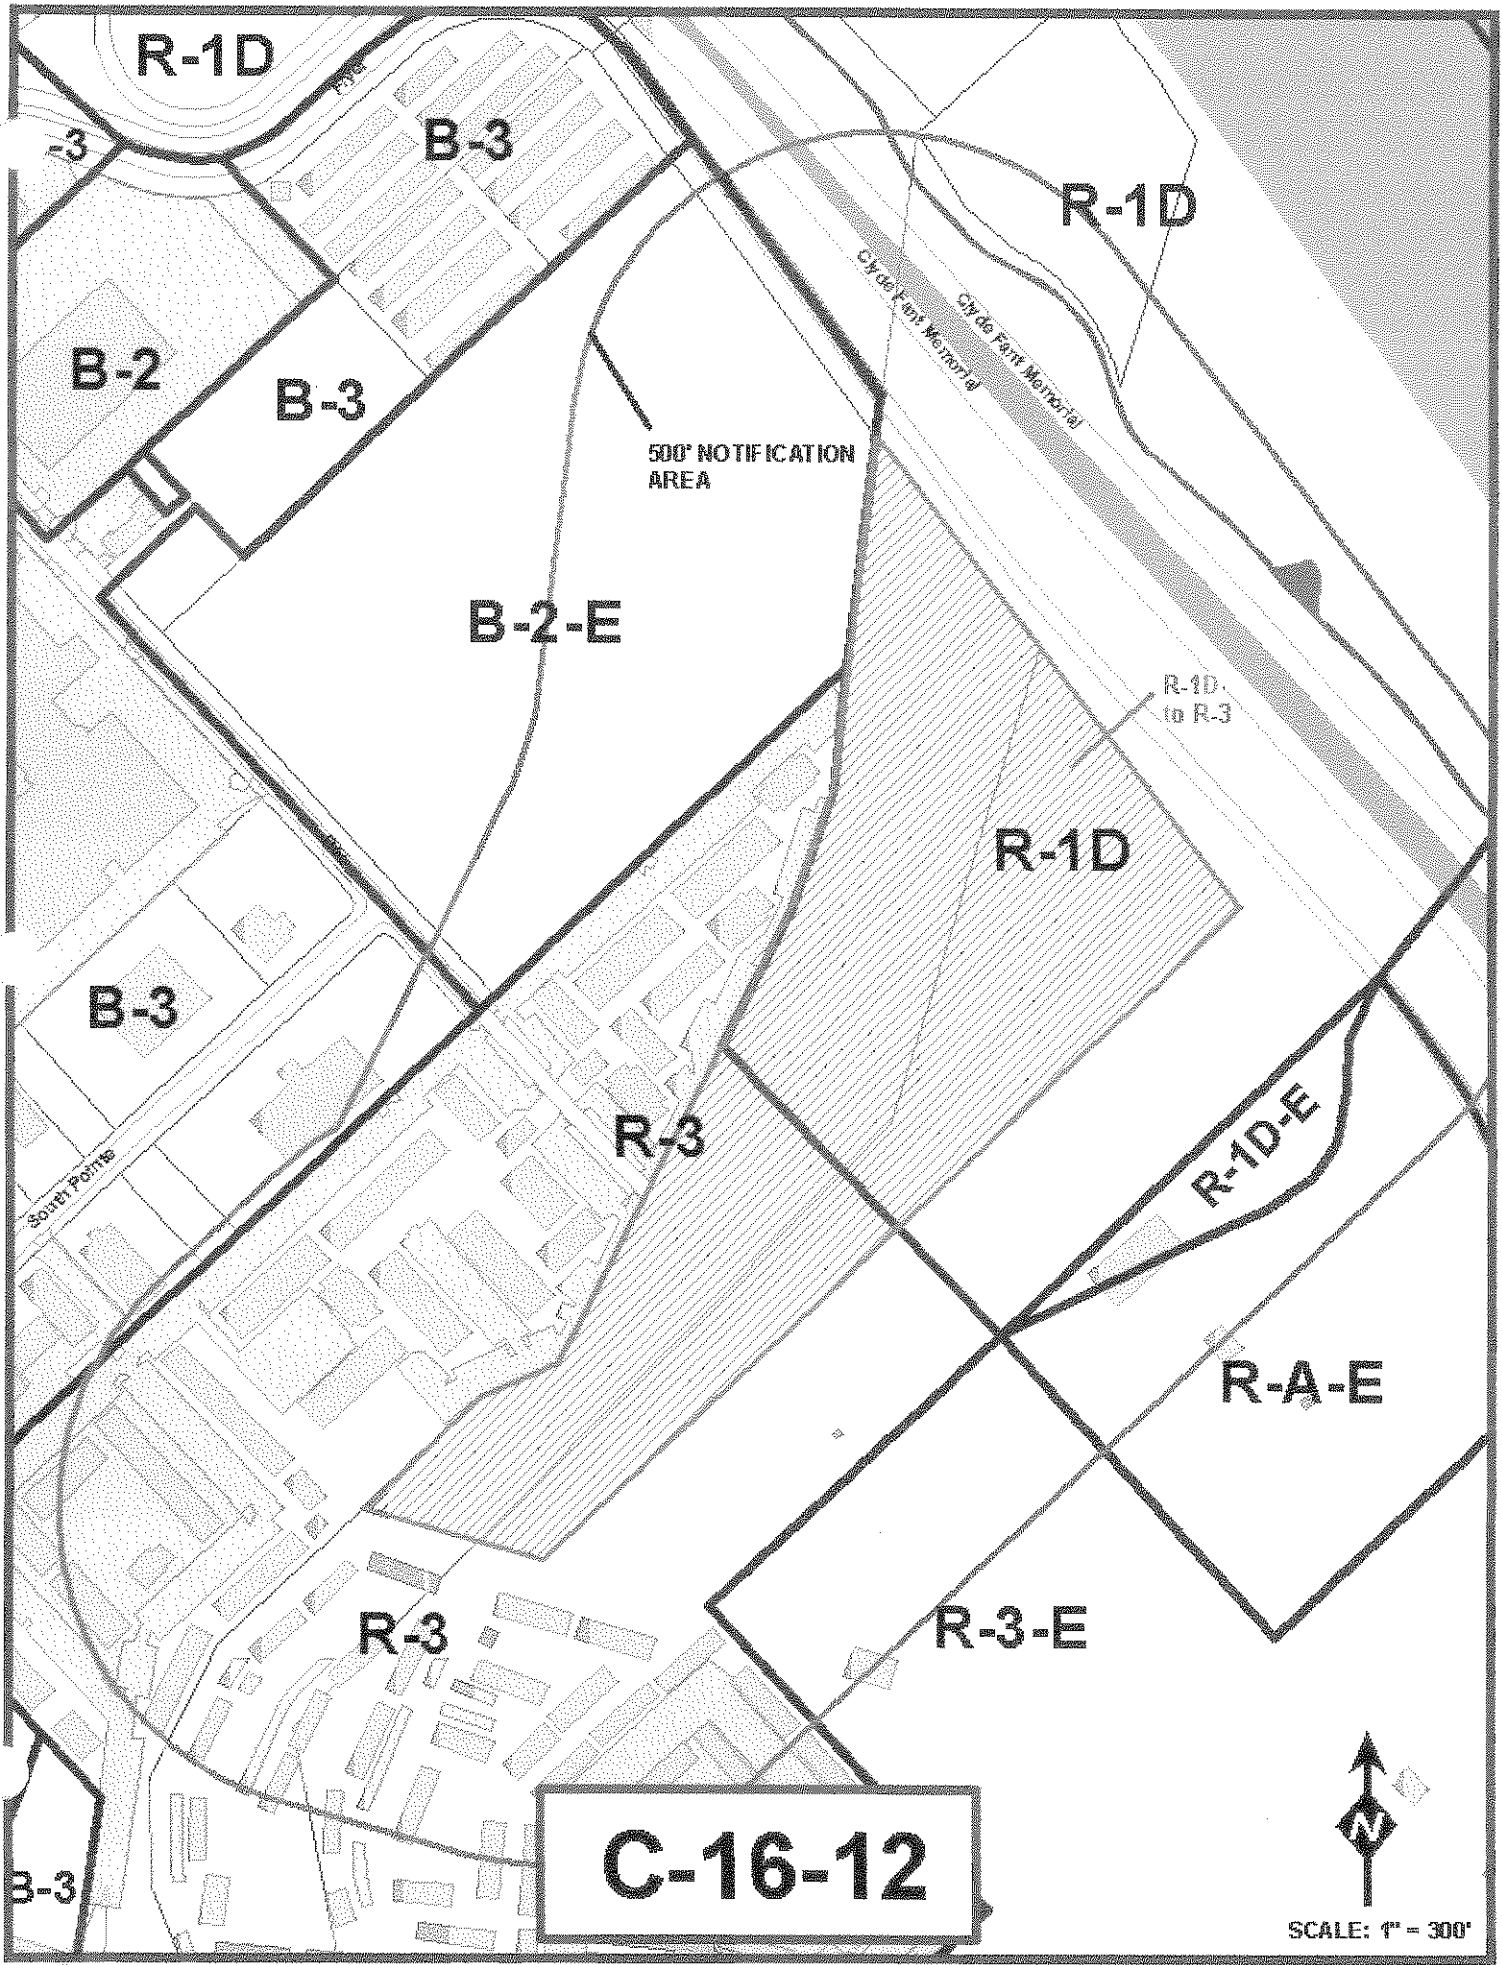 R-1D
-3
B-3
R-1D
Clyde Fant Memorial
Clyde Fant Memorial
B-2
B-3
500' NOTIFICATION
AREA
B-2-E
R-1D
to R-3
R-1D
B-3
R-1D-E
R-3
South Pointe
R-A-E
R-3
R-3-E
C-16-12
B-3
N
SCALE: 1" = 300'